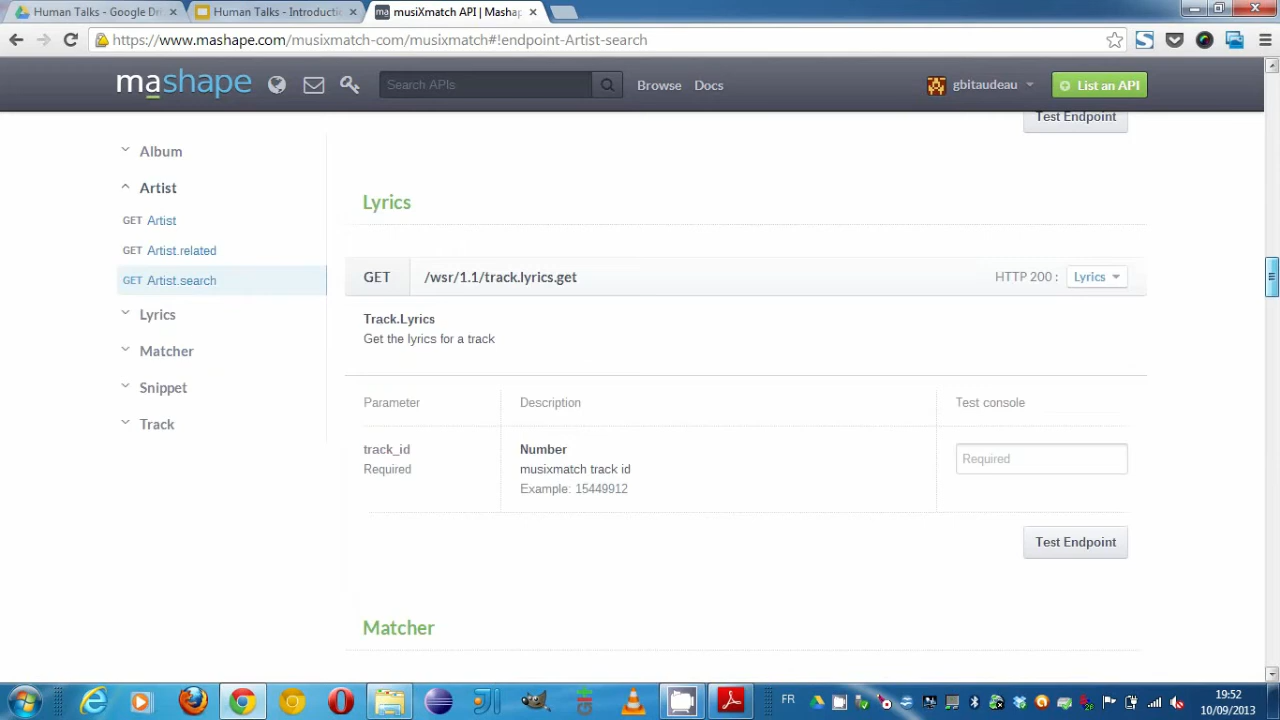 Human Talks - Google Dri
Human Talks - Introducti
musiXmatch API | Mashap
https://www.mashape.com/musixmatch-com/musixmatch#!endpoint-Artist-search
mashape
Search APIs
Browse
Docs
gbitaudeau
List an API
Test Endpoint
Album
Artist
GET Artist
GET Artist.related
GET Artist.search
Lyrics
Matcher
Snippet
Track
Lyrics
GET /wsr/1.1/track.lyrics.get HTTP 200 : Lyrics
Track.Lyrics
Get the lyrics for a track
Parameter Description Test console
track_id Number
Required musixmatch track id Required
Example: 15449912
Test Endpoint
Matcher
FR
19:52
10/09/2013